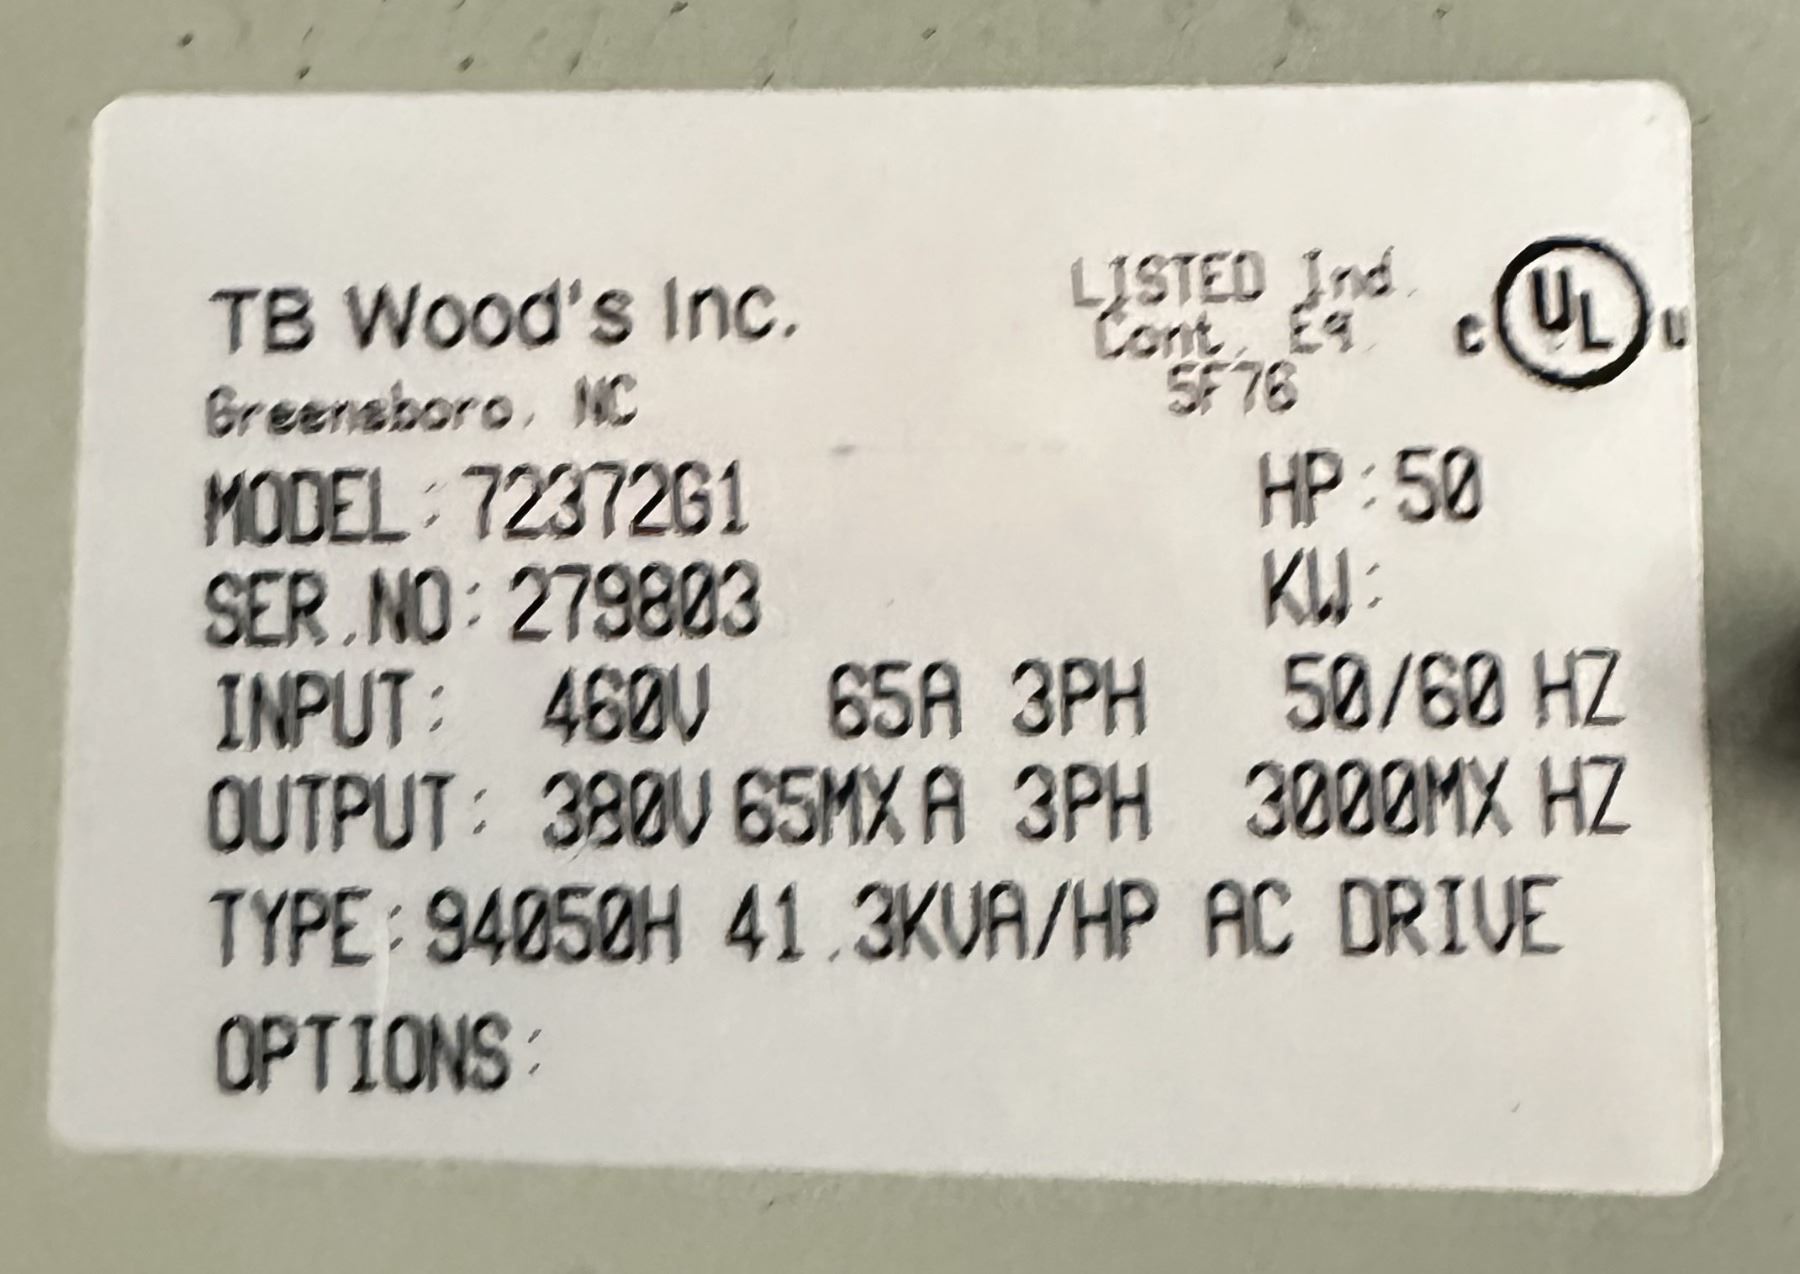 TB Wood's Inc.
Greensboro, NC
LISTED Ind.
Cont. Eq.
5F76
c UL u
MODEL: 72372G1
HP: 50
SER.NO: 279803
KW:
INPUT: 460V 65A 3PH 50/60 HZ
OUTPUT: 380V 65MX A 3PH 3000MX HZ
TYPE: 94050H 41.3KVA/HP AC DRIVE
OPTIONS: